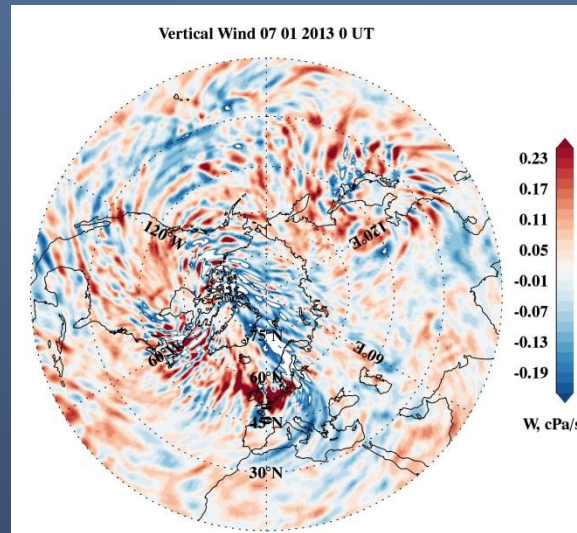 Vertical Wind 07 01 2013 0 UT
120°W
120°E
60°W
60°E
75°N
60°N
45°N
30°N
0.23
0.17
0.11
0.05
-0.01
-0.07
-0.13
-0.19
W, cPa/s